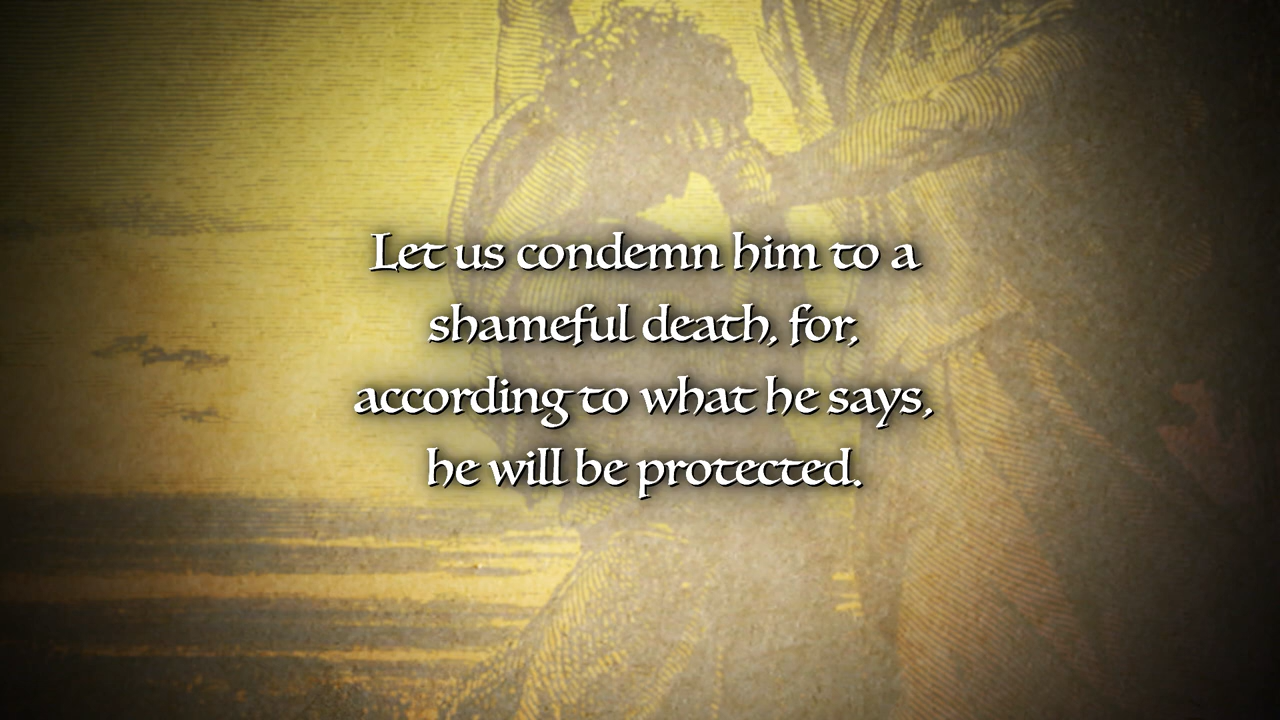 Let us condemn him to a
shameful death, for,
according to what he says,
he will be protected.